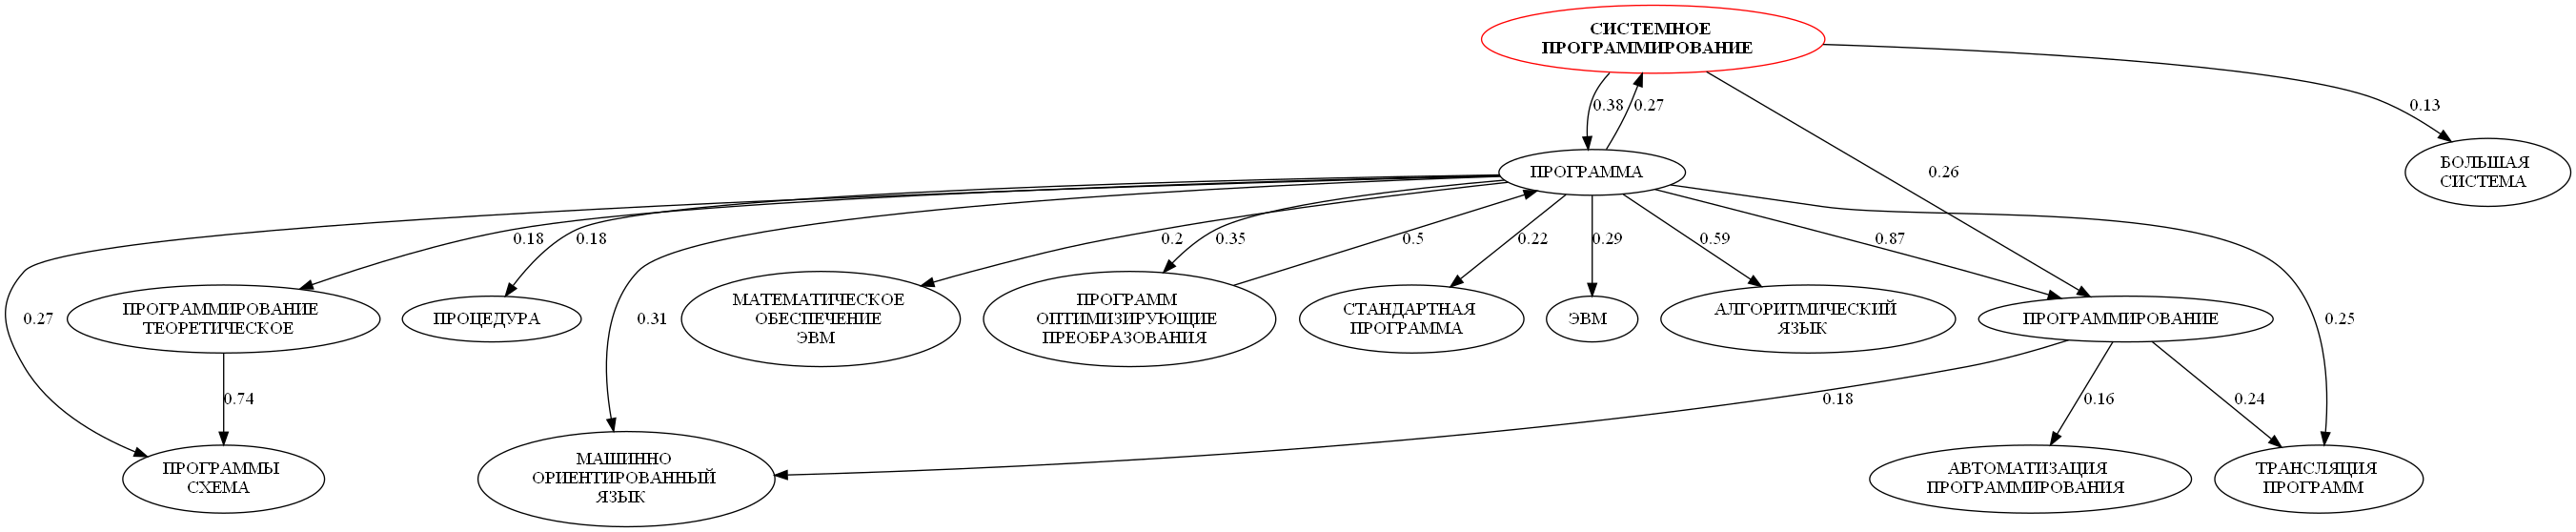 СИСТЕМНОЕ
ПРОГРАММИРОВАНИЕ
0.38
0.27
0.13
ПРОГРАММА
0.26
БОЛЬШАЯ
СИСТЕМА
0.18
0.18
0.2
0.35
0.5
0.22
0.29
0.59
0.87
0.27
ПРОГРАММИРОВАНИЕ
ТЕОРЕТИЧЕСКОЕ
ПРОЦЕДУРА
0.31
МАТЕМАТИЧЕСКОЕ
ОБЕСПЕЧЕНИЕ
ЭВМ
ПРОГРАММ
ОПТИМИЗИРУЮЩИЕ
ПРЕОБРАЗОВАНИЯ
СТАНДАРТНАЯ
ПРОГРАММА
ЭВМ
АЛГОРИТМИЧЕСКИЙ
ЯЗЫК
ПРОГРАММИРОВАНИЕ
0.25
0.74
0.18
0.16
0.24
ПРОГРАММЫ
СХЕМА
МАШИННО
ОРИЕНТИРОВАННЫЙ
ЯЗЫК
АВТОМАТИЗАЦИЯ
ПРОГРАММИРОВАНИЯ
ТРАНСЛЯЦИЯ
ПРОГРАММ